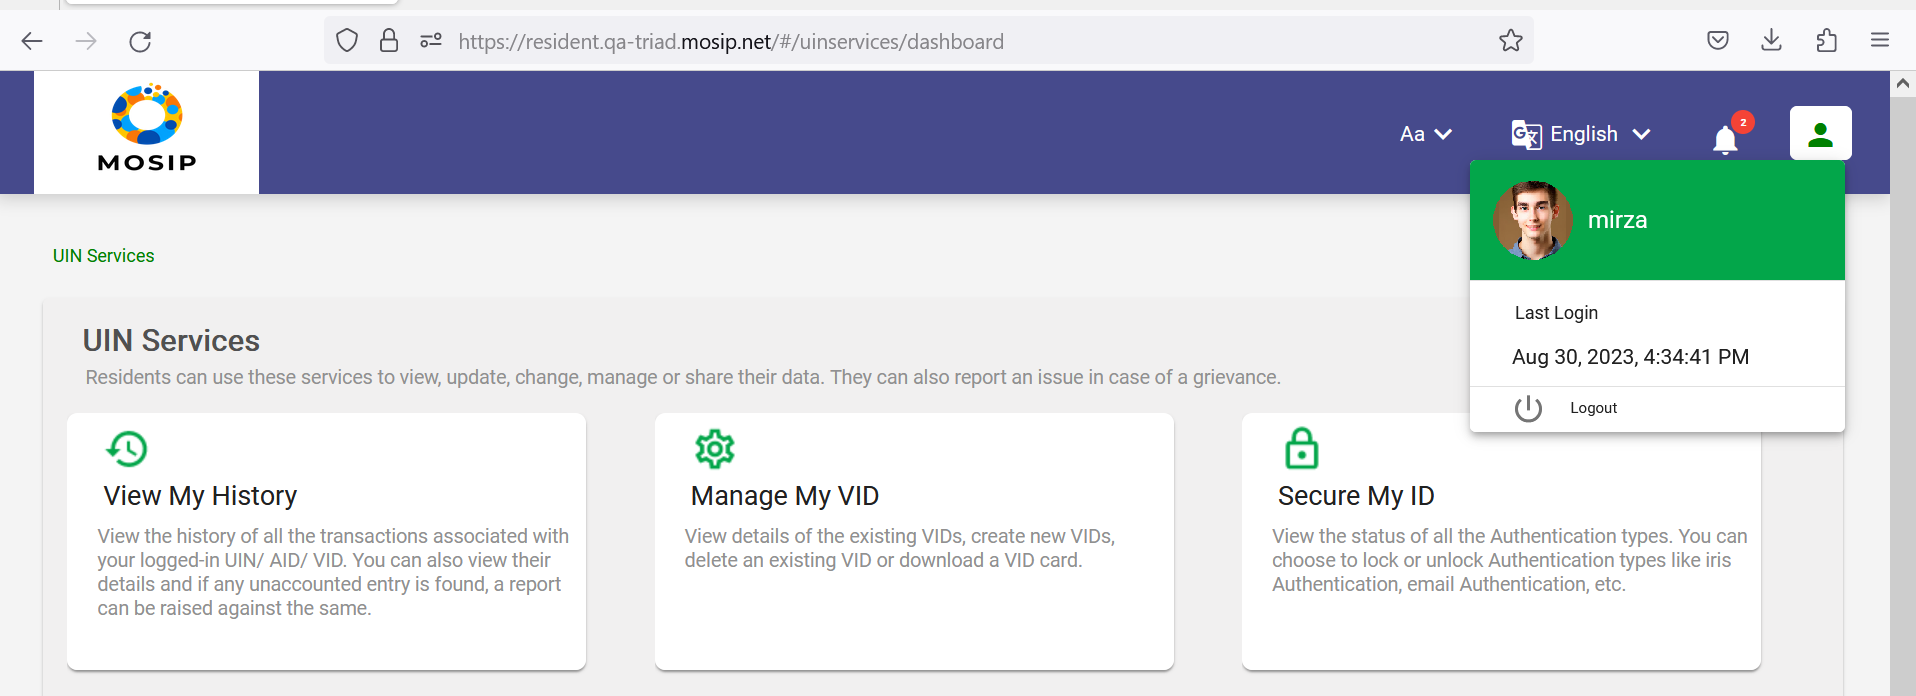 https://resident.qa-triad.mosip.net/#/uinservices/dashboard
MOSIP
Aa
English
2
mirza
Last Login
Aug 30, 2023, 4:34:41 PM
Logout
UIN Services
UIN Services
Residents can use these services to view, update, change, manage or share their data. They can also report an issue in case of a grievance.
View My History
View the history of all the transactions associated with
your logged-in UIN/ AID/ VID. You can also view their
details and if any unaccounted entry is found, a report
can be raised against the same.
Manage My VID
View details of the existing VIDs, create new VIDs,
delete an existing VID or download a VID card.
Secure My ID
View the status of all the Authentication types. You can
choose to lock or unlock Authentication types like iris
Authentication, email Authentication, etc.